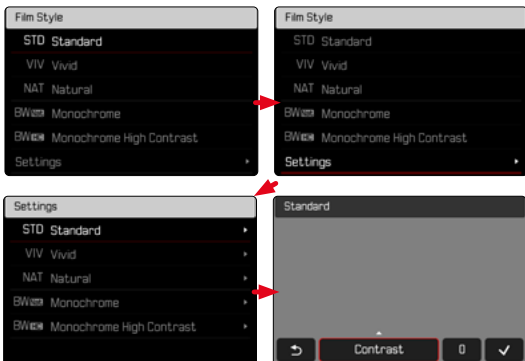 Film Style
STD Standard
VIV Vivid
NAT Natural
BW Monochrome
BW Monochrome High Contrast
Settings
Film Style
STD Standard
VIV Vivid
NAT Natural
BW Monochrome
BW Monochrome High Contrast
Settings
Settings
STD Standard
VIV Vivid
NAT Natural
BW Monochrome
BW Monochrome High Contrast
Standard
Contrast 0